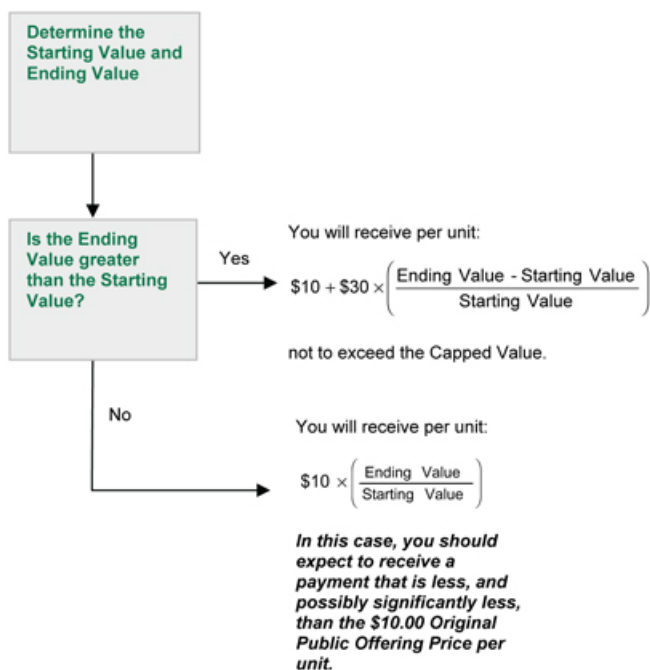 Determine the
Starting Value and
Ending Value
Is the Ending
Value greater
than the Starting
Value?
Yes
You will receive per unit:
$10 + $30 × (Ending Value - Starting Value
Starting Value)
not to exceed the Capped Value.
No
You will receive per unit:
$10 × (Ending Value
Starting Value)
In this case, you should
expect to receive a
payment that is less, and
possibly significantly less,
than the $10.00 Original
Public Offering Price per
unit.